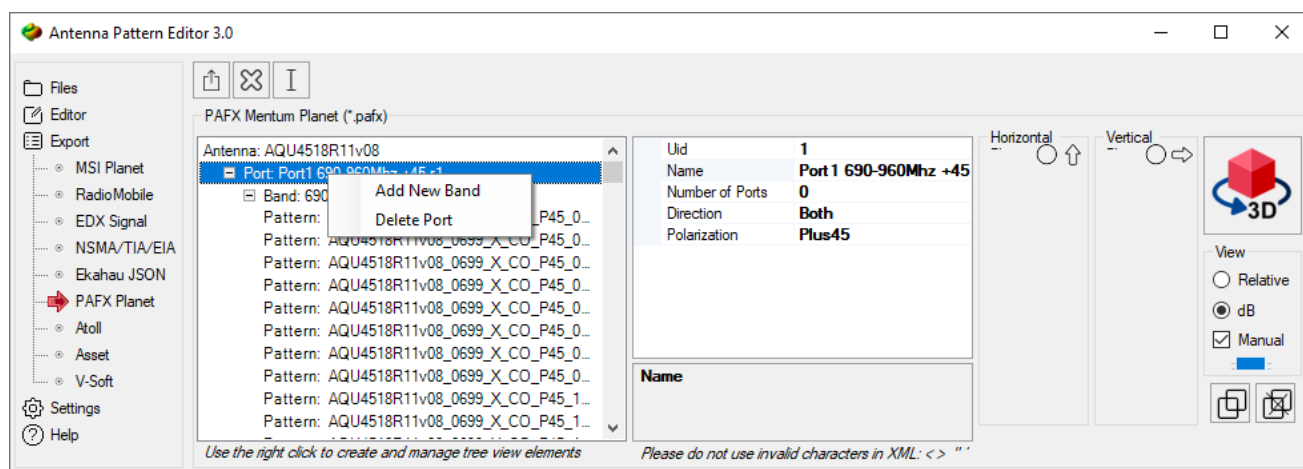 Antenna Pattern Editor 3.0
Files
Editor
Export
MSI Planet
RadioMobile
EDX Signal
NSMA/TIA/EIA
Ekahau JSON
PAFX Planet
Atoll
Asset
V-Soft
Settings
Help
PAFX Mentum Planet (*.pafx)
Antenna: AQU4518R11v08
Port: Port1 690-960Mhz +45 r1
Band: 690
Add New Band
Delete Port
Pattern: _P45_0...
Pattern: AQU4518R11v08_0699_X_CO_P45_0...
Pattern: AQU4518R11v08_0699_X_CO_P45_0...
Pattern: AQU4518R11v08_0699_X_CO_P45_0...
Pattern: AQU4518R11v08_0699_X_CO_P45_0...
Pattern: AQU4518R11v08_0699_X_CO_P45_0...
Pattern: AQU4518R11v08_0699_X_CO_P45_0...
Pattern: AQU4518R11v08_0699_X_CO_P45_0...
Pattern: AQU4518R11v08_0699_X_CO_P45_1...
Pattern: AQU4518R11v08_0699_X_CO_P45_1...
Use the right click to create and manage tree view elements
Uid 1
Name Port1 690-960Mhz +45
Number of Ports 0
Direction Both
Polarization Plus45
Name
Please do not use invalid characters in XML: < > " '
Horizontal
Vertical
3D
View
Relative
dB
Manual